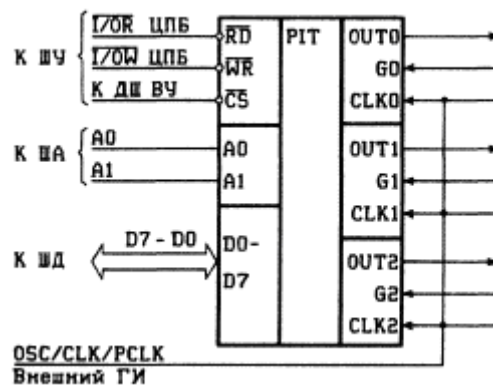 I/OR ЦПБ
I/OW ЦПБ
К ДШ ВУ
К ШУ
RD
WR
CS
PIT
OUT0
G0
CLK0
A0
A1
К ША
A0
A1
OUT1
G1
CLK1
К ШД
D7 - D0
D0-
D7
OUT2
G2
CLK2
OSC/CLK/PCLK
Внешний ГИ